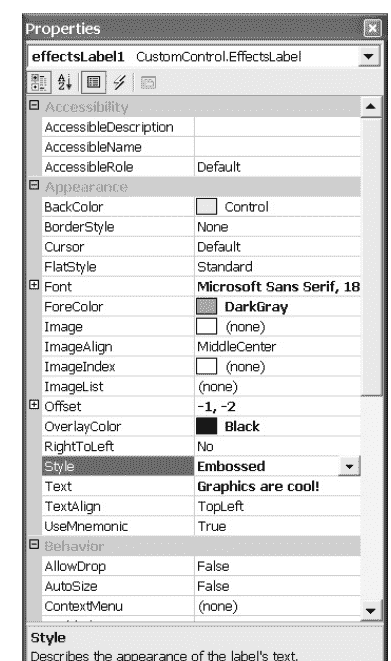 Properties
effectsLabel1 CustomControl.EffectsLabel
Accessibility
AccessibleDescription
AccessibleName
AccessibleRole Default
Appearance
BackColor Control
BorderStyle None
Cursor Default
FlatStyle Standard
Font Microsoft Sans Serif, 18
ForeColor DarkGray
Image (none)
ImageAlign MiddleCenter
ImageIndex (none)
ImageList (none)
Offset -1, -2
OverlayColor Black
RightToLeft No
Style Embossed
Text Graphics are cool!
TextAlign TopLeft
UseMnemonic True
Behavior
AllowDrop False
AutoSize False
ContextMenu (none)
Style
Describes the appearance of the label's text.